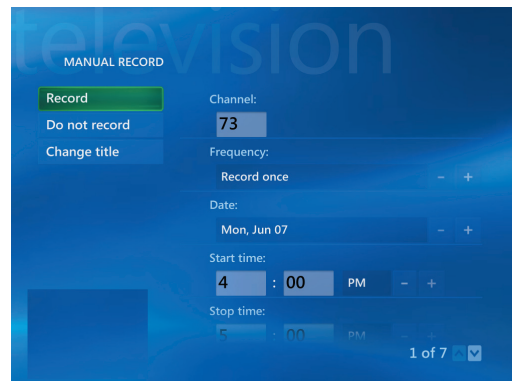 television
MANUAL RECORD
Record
Do not record
Change title
Channel:
73
Frequency:
Record once - +
Date:
Mon, Jun 07 - +
Start time:
4 : 00 PM - +
Stop time:
5 : 00 PM - +
1 of 7